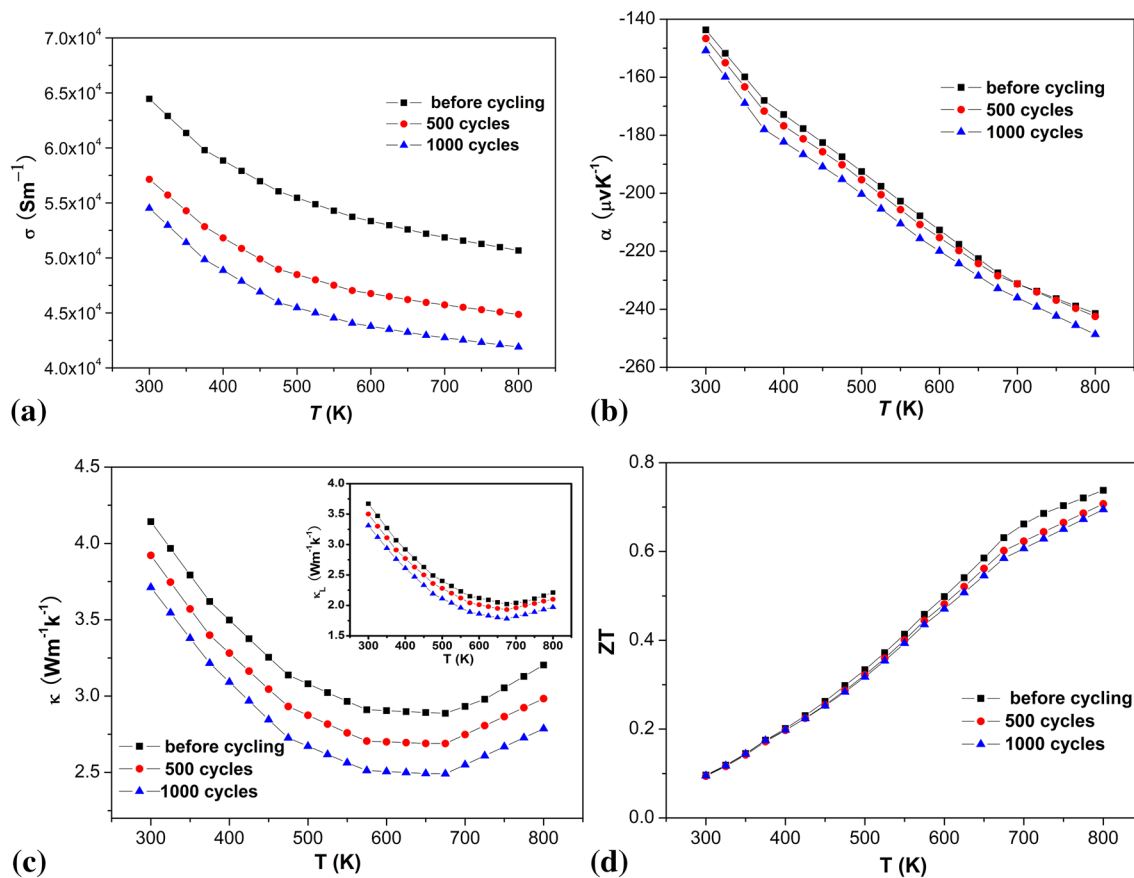 7.0x10⁴
6.5x10⁴
6.0x10⁴
5.5x10⁴
5.0x10⁴
4.5x10⁴
4.0x10⁴
σ (Sm⁻¹)
before cycling
500 cycles
1000 cycles
300 400 500 600 700 800
T (K)
(a)
-140
-160
-180
-200
-220
-240
-260
α (μvK⁻¹)
before cycling
500 cycles
1000 cycles
300 400 500 600 700 800
T (K)
(b)
4.5
4.0
3.5
3.0
2.5
κ (Wm⁻¹k⁻¹)
4.0
3.5
3.0
2.5
2.0
1.5
κL (Wm⁻¹k⁻¹)
300 400 500 600 700 800
T (K)
before cycling
500 cycles
1000 cycles
300 400 500 600 700 800
T (K)
(c)
0.8
0.6
0.4
0.2
0.0
ZT
before cycling
500 cycles
1000 cycles
300 400 500 600 700 800
T (K)
(d)